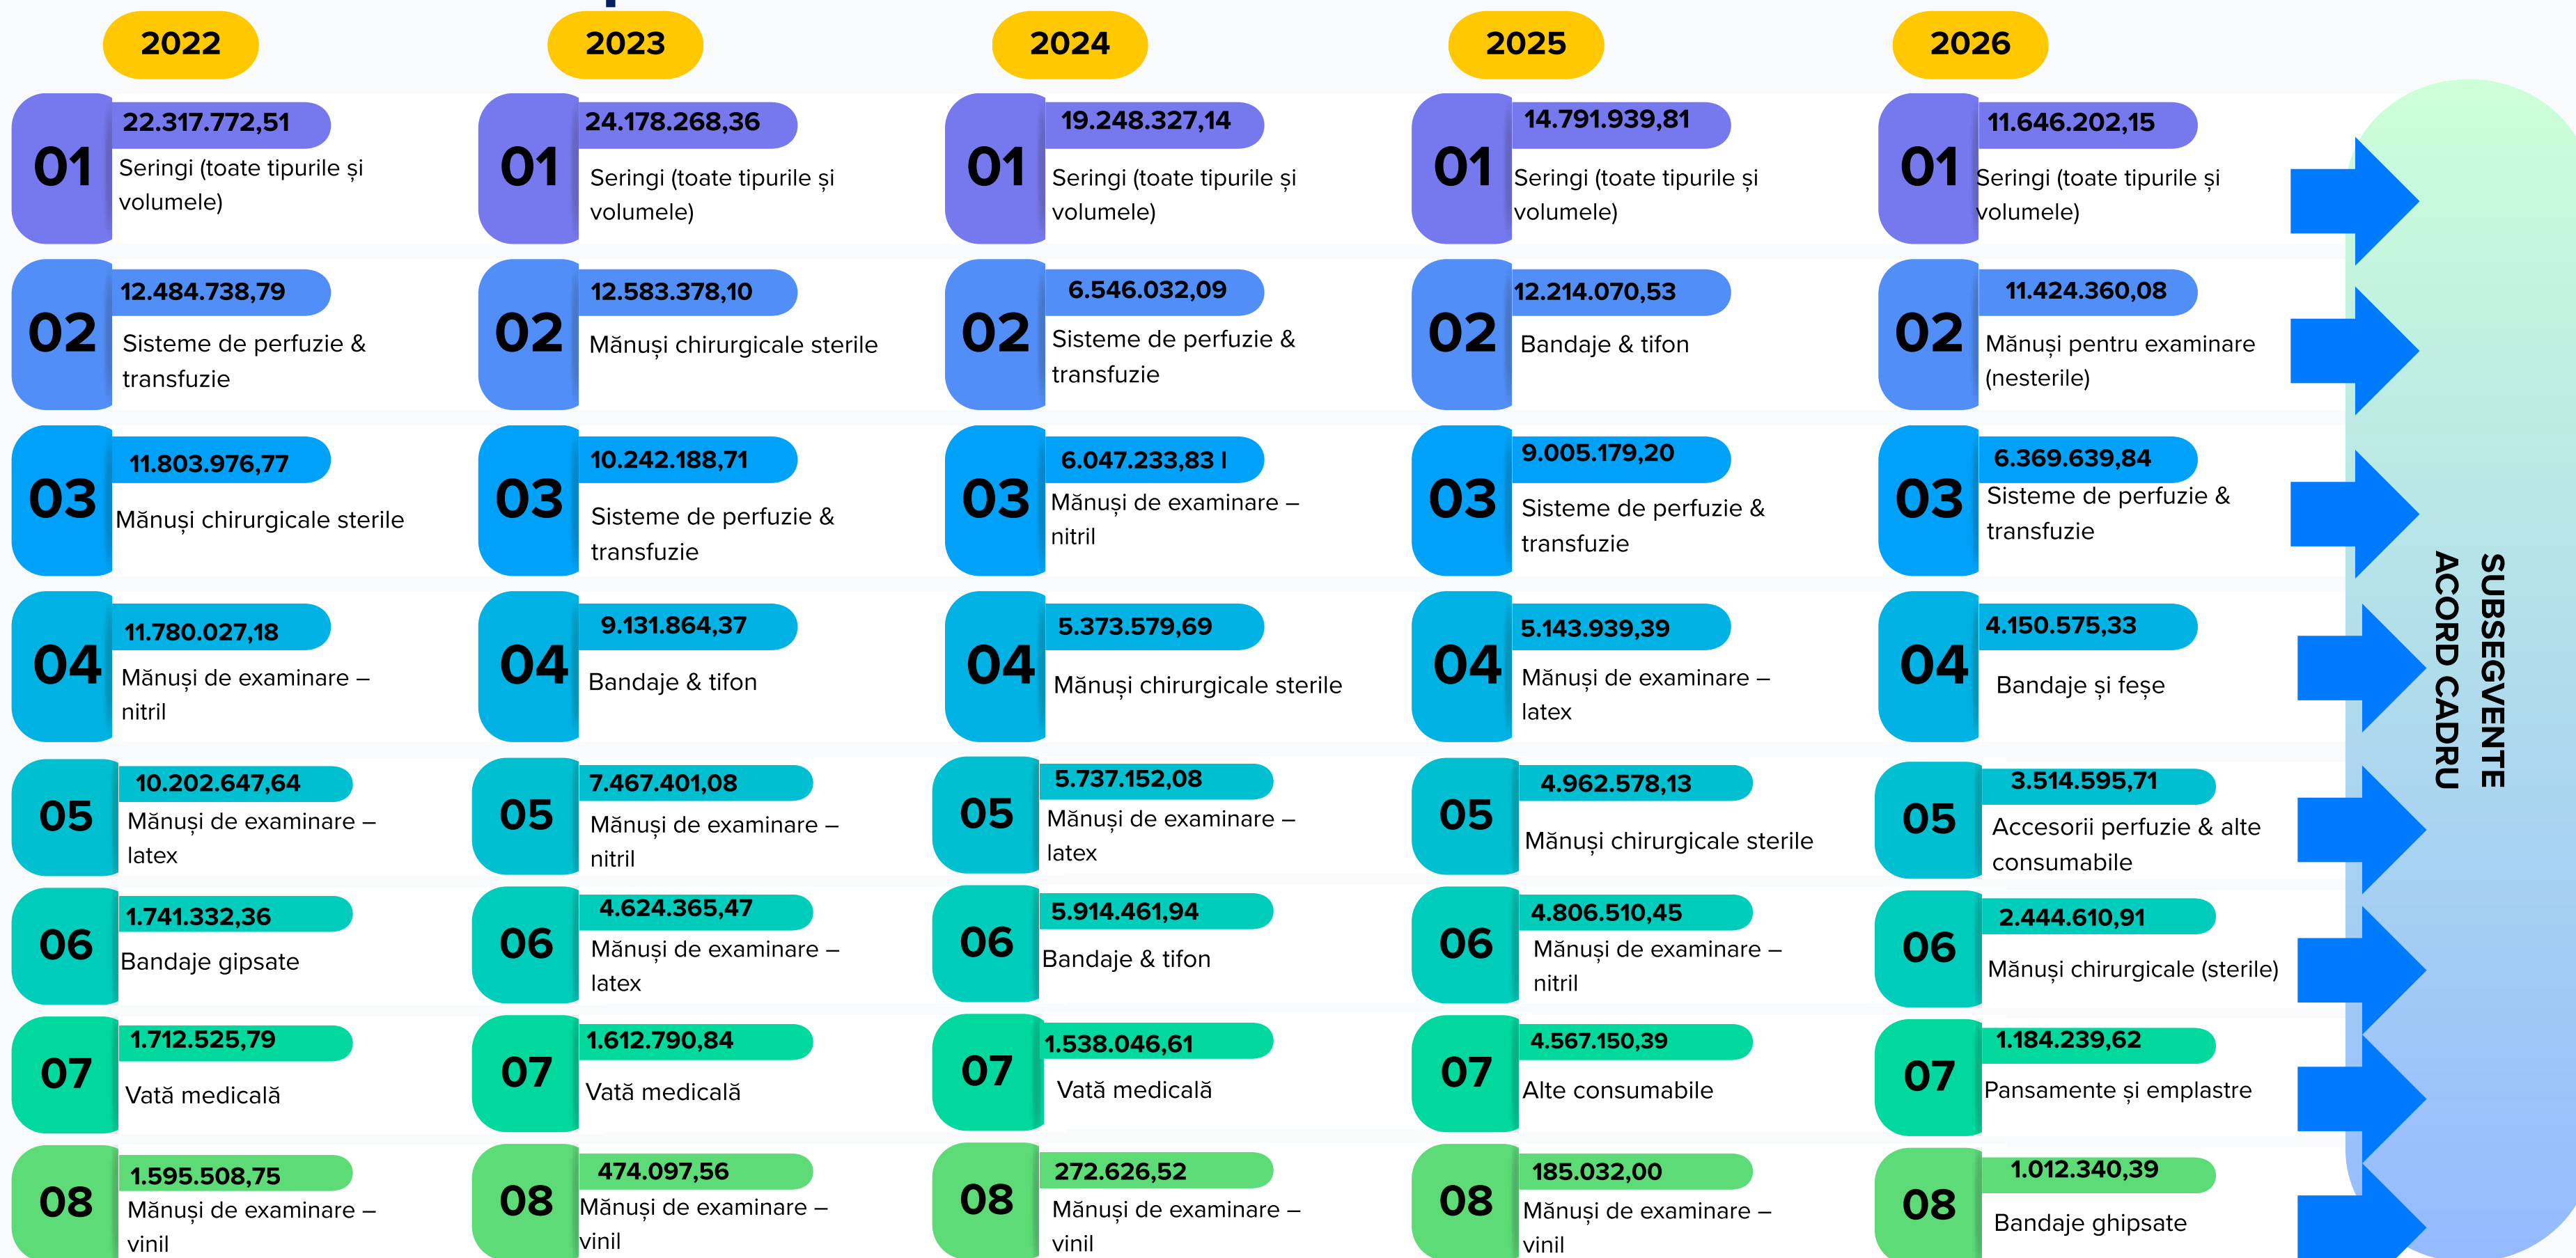 2022
2023
2024
2025
2026
01
22.317.772,51
Seringi (toate tipurile și
volumele)
01
24.178.268,36
Seringi (toate tipurile și
volumele)
01
19.248.327,14
Seringi (toate tipurile și
volumele)
01
14.791.939,81
Seringi (toate tipurile și
volumele)
01
11.646.202,15
Seringi (toate tipurile și
volumele)
02
12.484.738,79
Sisteme de perfuzie &
transfuzie
02
12.583.378,10
Mănuși chirurgicale sterile
02
6.546.032,09
Sisteme de perfuzie &
transfuzie
02
12.214.070,53
Bandaje & tifon
02
11.424.360,08
Mănuși pentru examinare
(nesterile)
03
11.803.976,77
Mănuși chirurgicale sterile
03
10.242.188,71
Sisteme de perfuzie &
transfuzie
03
6.047.233,83 l
Mănuși de examinare –
nitril
03
9.005.179,20
Sisteme de perfuzie &
transfuzie
03
6.369.639,84
Sisteme de perfuzie &
transfuzie
04
11.780.027,18
Mănuși de examinare –
nitril
04
9.131.864,37
Bandaje & tifon
04
5.373.579,69
Mănuși chirurgicale sterile
04
5.143.939,39
Mănuși de examinare –
latex
04
4.150.575,33
Bandaje și feșe
05
10.202.647,64
Mănuși de examinare –
latex
05
7.467.401,08
Mănuși de examinare –
nitril
05
5.737.152,08
Mănuși de examinare –
latex
05
4.962.578,13
Mănuși chirurgicale sterile
05
3.514.595,71
Accesorii perfuzie & alte
consumabile
06
1.741.332,36
Bandaje gipsate
06
4.624.365,47
Mănuși de examinare –
latex
06
5.914.461,94
Bandaje & tifon
06
4.806.510,45
Mănuși de examinare –
nitril
06
2.444.610,91
Mănuși chirurgicale (sterile)
07
1.712.525,79
Vată medicală
07
1.612.790,84
Vată medicală
07
1.538.046,61
Vată medicală
07
4.567.150,39
Alte consumabile
07
1.184.239,62
Pansamente și emplastre
08
1.595.508,75
Mănuși de examinare –
vinil
08
474.097,56
Mănuși de examinare –
vinil
08
272.626,52
Mănuși de examinare –
vinil
08
185.032,00
Mănuși de examinare –
vinil
08
1.012.340,39
Bandaje ghipsate
SUBSEGVENTE
ACORD CADRU